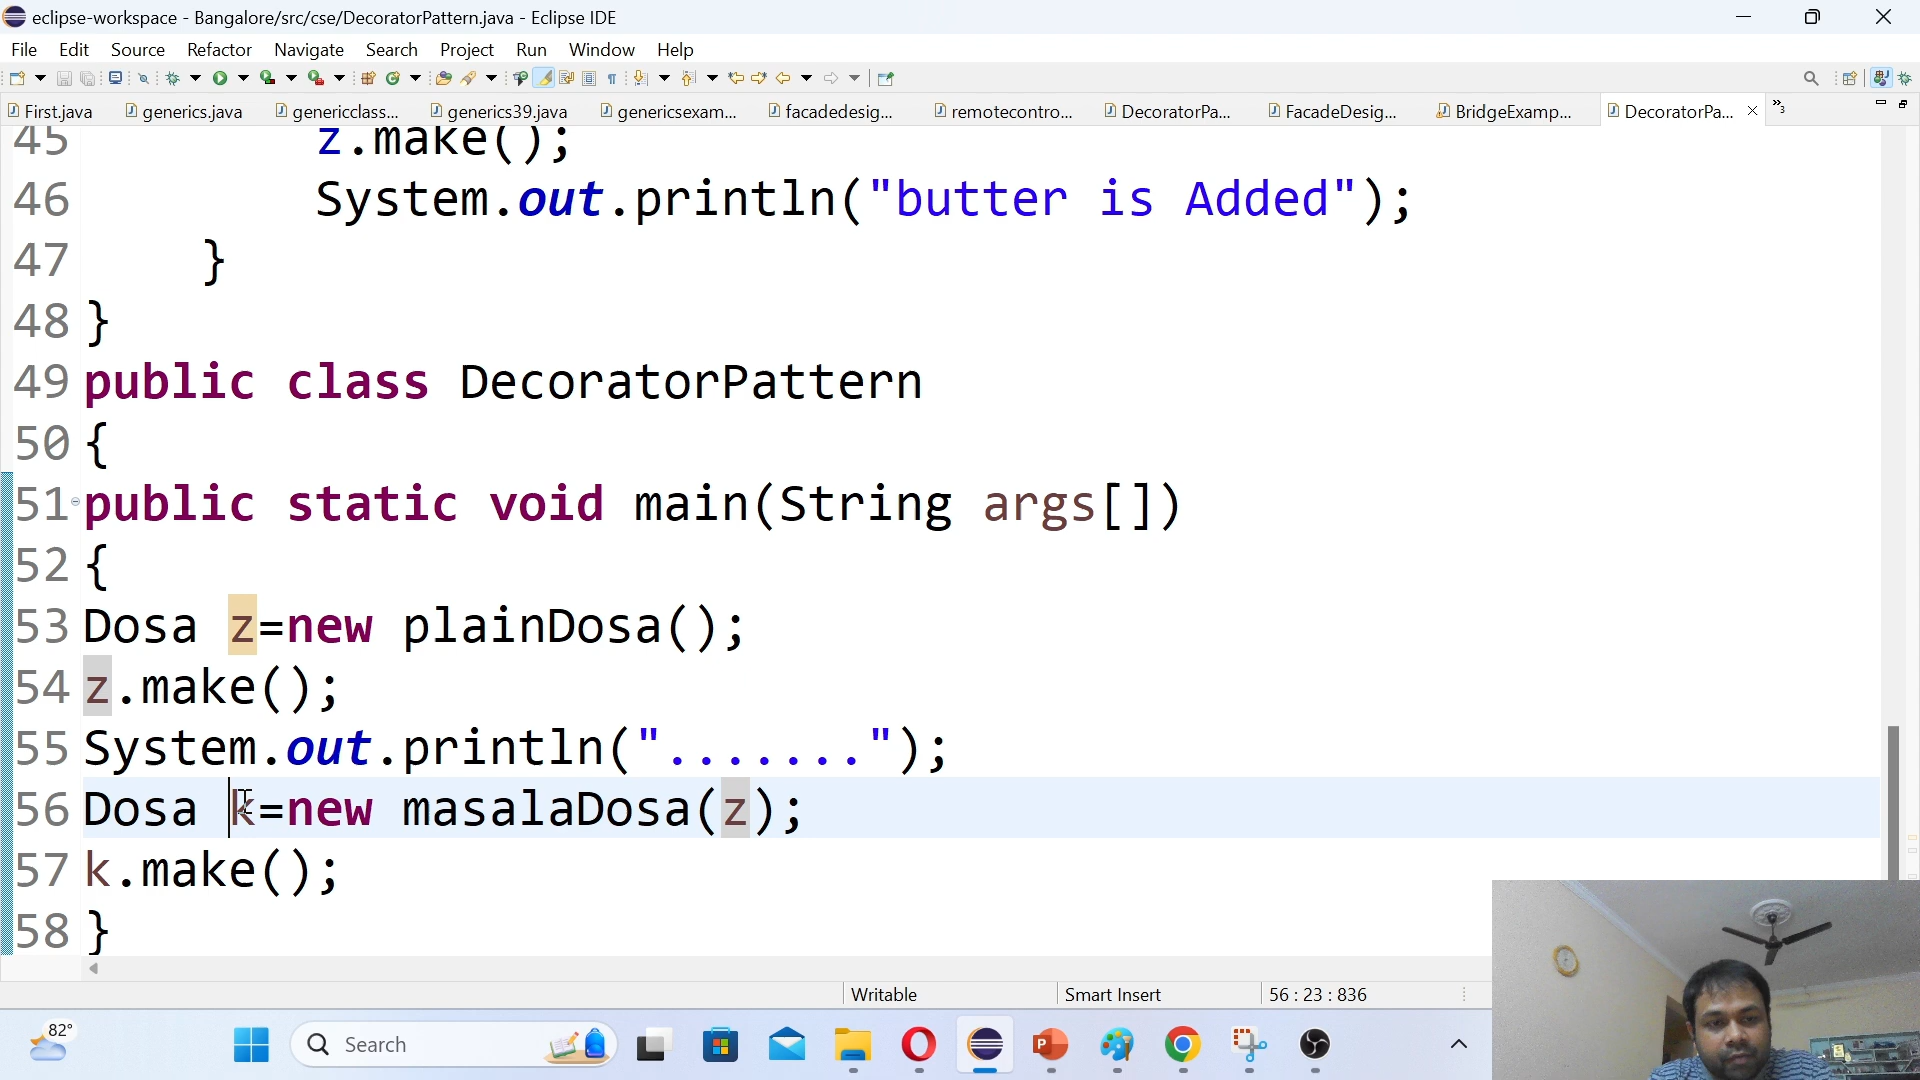 eclipse-workspace - Bangalore/src/cse/DecoratorPattern.java - Eclipse IDE
File Edit Source Refactor Navigate Search Project Run Window Help
First.java generics.java genericclass... generics39.java genericsexam... facadedesig... remotecontro... DecoratorPa... FacadeDesig... BridgeExamp... DecoratorPa... »3
45 z.make();
46 System.out.println("butter is Added");
47 }
48 }
49 public class DecoratorPattern
50 {
51 public static void main(String args[])
52 {
53 Dosa z=new plainDosa();
54 z.make();
55 System.out.println(".......");
56 Dosa k=new masalaDosa(z);
57 k.make();
58 }
Writable Smart Insert 56 : 23 : 836
82° Search